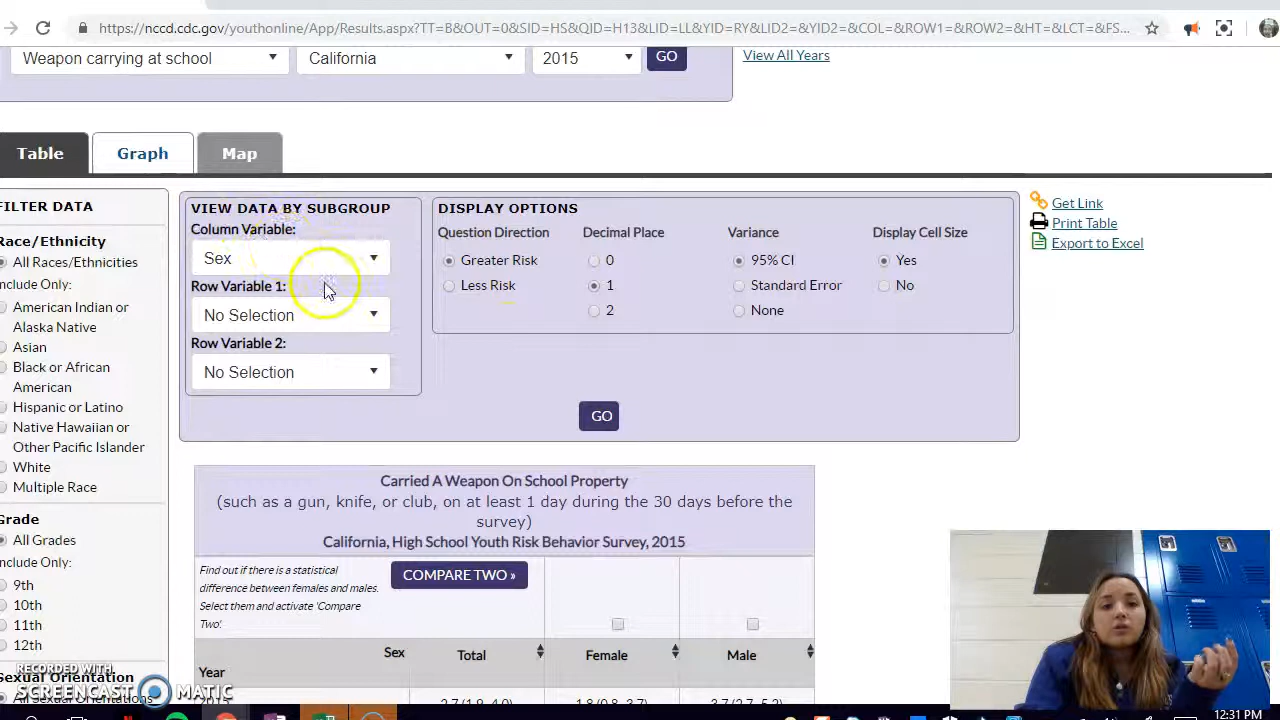 https://nccd.cdc.gov/youthonline/App/Results.aspx?TT=B&OUT=0&SID=HS&QID=H13&LID=LL&YID=RY&LID2=&YID2=&COL=&ROW1=&ROW2=&HT=&LCT=&FS...
Weapon carrying at school California 2015 GO View All Years
Table Graph Map
FILTER DATA
Race/Ethnicity
All Races/Ethnicities
nclude Only:
American Indian or
Alaska Native
Asian
Black or African
American
Hispanic or Latino
Native Hawaiian or
Other Pacific Islander
White
Multiple Race
Grade
All Grades
nclude Only:
9th
10th
11th
12th
Sexual Orientation
All Sexual Orientations
VIEW DATA BY SUBGROUP
Column Variable:
Sex
Row Variable 1:
No Selection
Row Variable 2:
No Selection
DISPLAY OPTIONS
Question Direction Decimal Place Variance Display Cell Size
Greater Risk 0 95% CI Yes
Less Risk 1 Standard Error No
2 None
GO
Get Link
Print Table
Export to Excel
Carried A Weapon On School Property
(such as a gun, knife, or club, on at least 1 day during the 30 days before the
survey)
California, High School Youth Risk Behavior Survey, 2015
Find out if there is a statistical
difference between females and males.
Select them and activate 'Compare
Two'.
COMPARE TWO »
Sex Total Female Male
Year
RECORDED WITH
SCREENCAST MATIC
12:31 PM